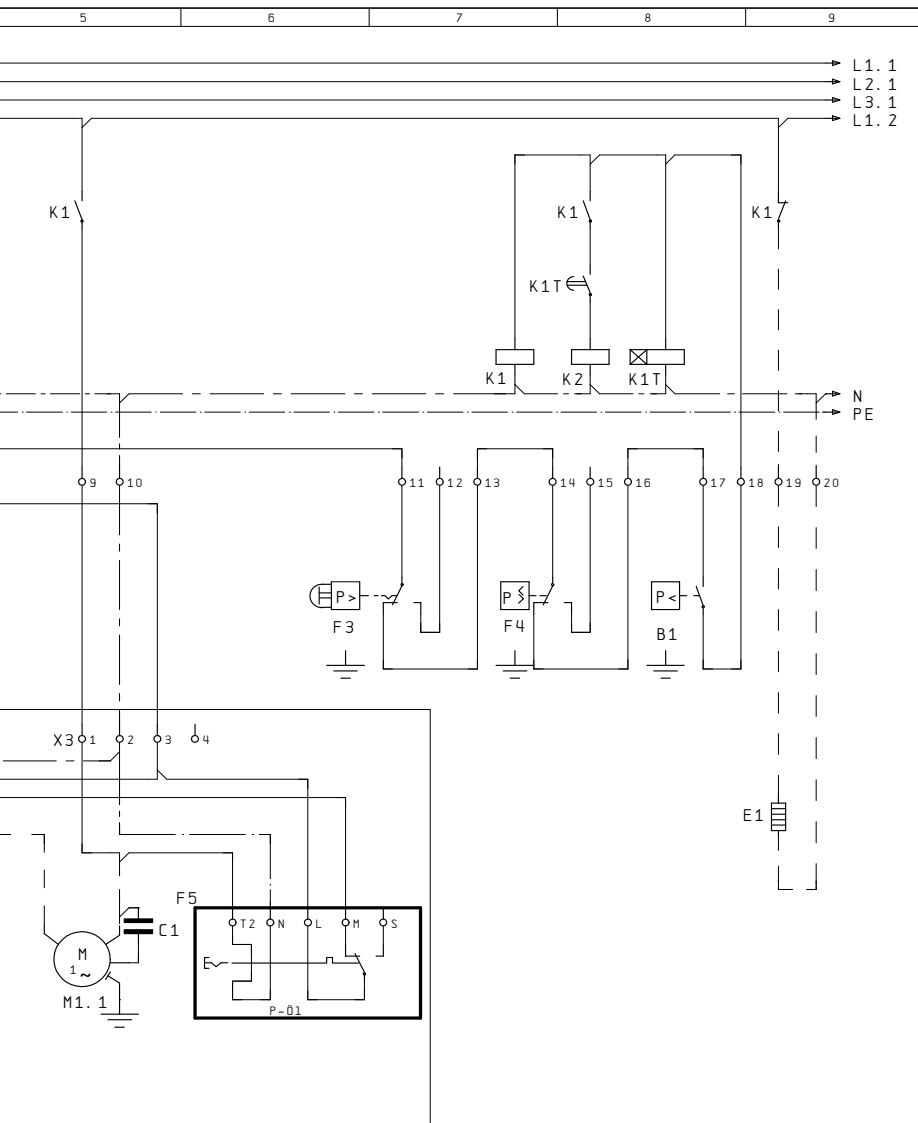 5 6 7 8 9
L1.1
L2.1
L3.1
L1.2
K1 K1 K1
K1T
K1 K2 K1T
N
PE
9 10 11 12 13 14 15 16 17 18 19 20
P> P P<
F3 F4 B1
X3 1 2 3 4
E1
F5
T2 N L M S
C1
M
1~
M1.1
P-Öl